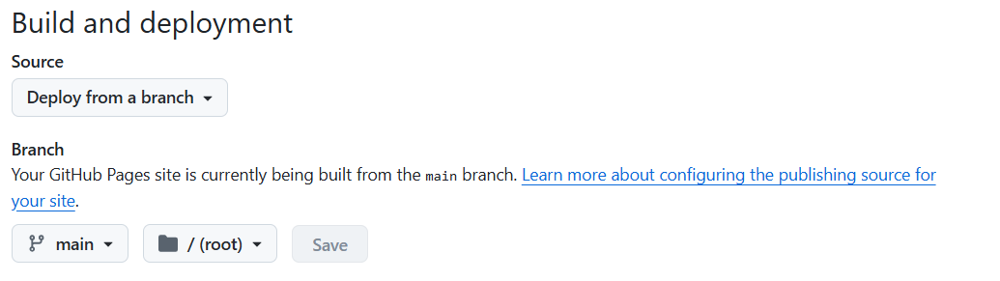 Build and deployment
Source
Deploy from a branch
Branch
Your GitHub Pages site is currently being built from the main branch. Learn more about configuring the publishing source for
your site.
main
/ (root)
Save